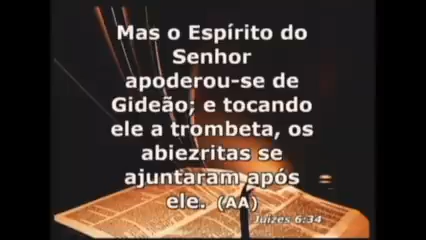 Mas o Espírito do
Senhor
apoderou-se de
Gideão; e tocando
ele a trombeta, os
abiezritas se
ajuntaram após
ele. (AA)
Juízes 6:34